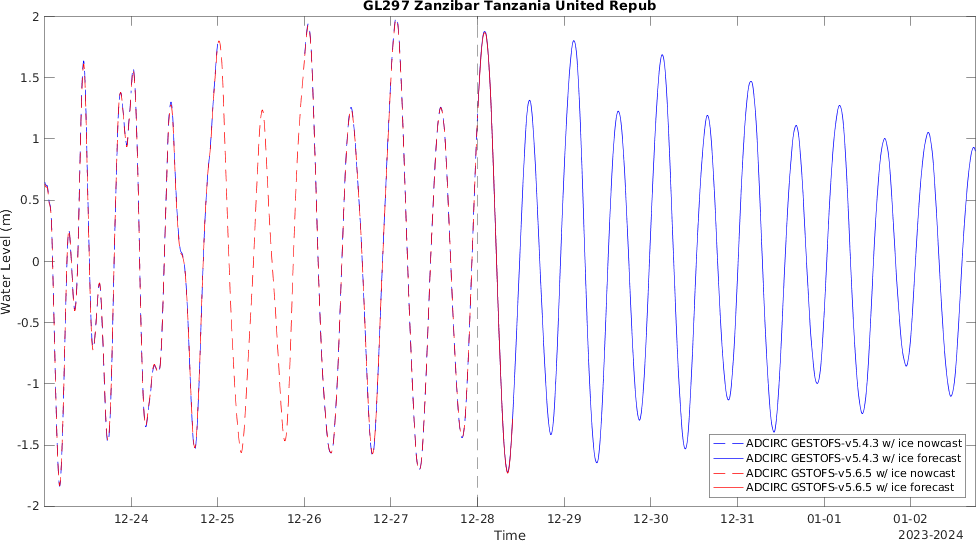 GL297 Zanzibar Tanzania United Repub
2
1.5
1
0.5
0
-0.5
-1
-1.5
-2
Water Level (m)
12-24 12-25 12-26 12-27 12-28 12-29 12-30 12-31 01-01 01-02
Time
2023-2024
ADCIRC GESTOFS-v5.4.3 w/ ice nowcast
ADCIRC GESTOFS-v5.4.3 w/ ice forecast
ADCIRC GSTOFS-v5.6.5 w/ ice nowcast
ADCIRC GSTOFS-v5.6.5 w/ ice forecast